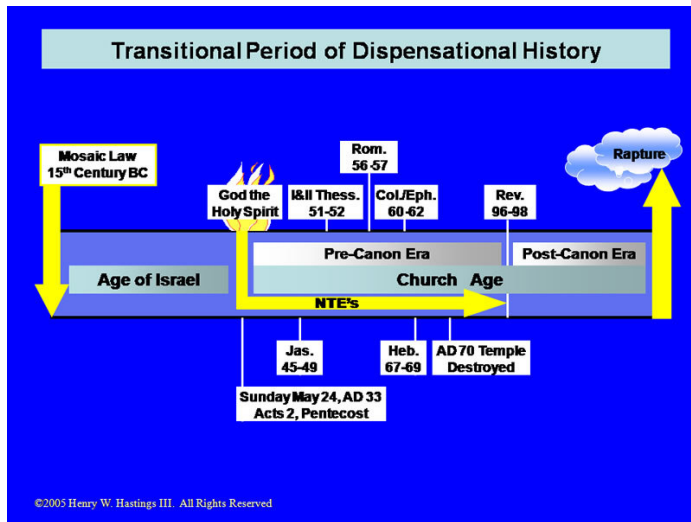 Transitional Period of Dispensational History
Mosaic Law
15th Century BC
God the
Holy Spirit
I&II Thess.
51-52
Rom.
56-57
Col./Eph.
60-62
Rev.
96-98
Rapture
Pre-Canon Era
Post-Canon Era
Age of Israel
Church Age
NTE's
Jas.
45-49
Heb.
67-69
AD 70 Temple
Destroyed
Sunday May 24, AD 33
Acts 2, Pentecost
©2005 Henry W. Hastings III. All Rights Reserved